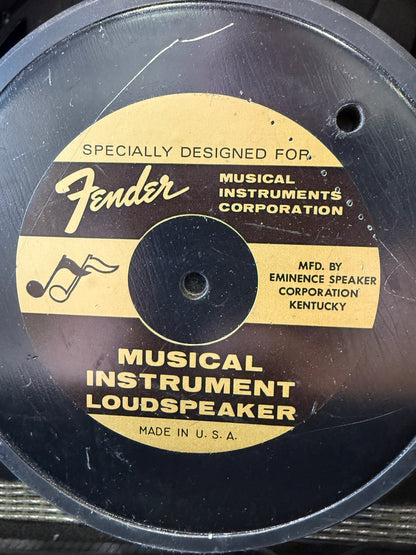 SPECIALLY DESIGNED FOR
Fender
MUSICAL
INSTRUMENTS
CORPORATION
MFD. BY
EMINENCE SPEAKER
CORPORATION
KENTUCKY
MUSICAL
INSTRUMENT
LOUDSPEAKER
MADE IN U. S. A.